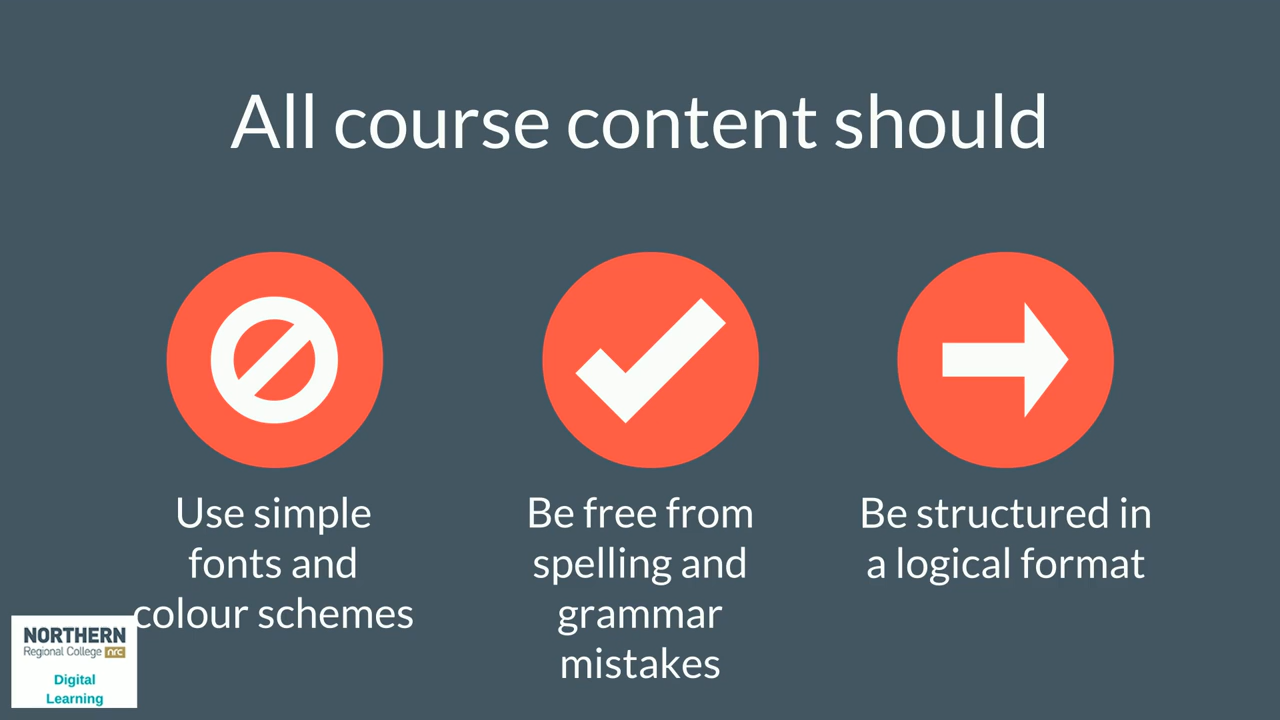 All course content should
Use simple
fonts and
colour schemes
Be free from
spelling and
grammar
mistakes
Be structured in
a logical format
NORTHERN
Regional College nrc
Digital
Learning